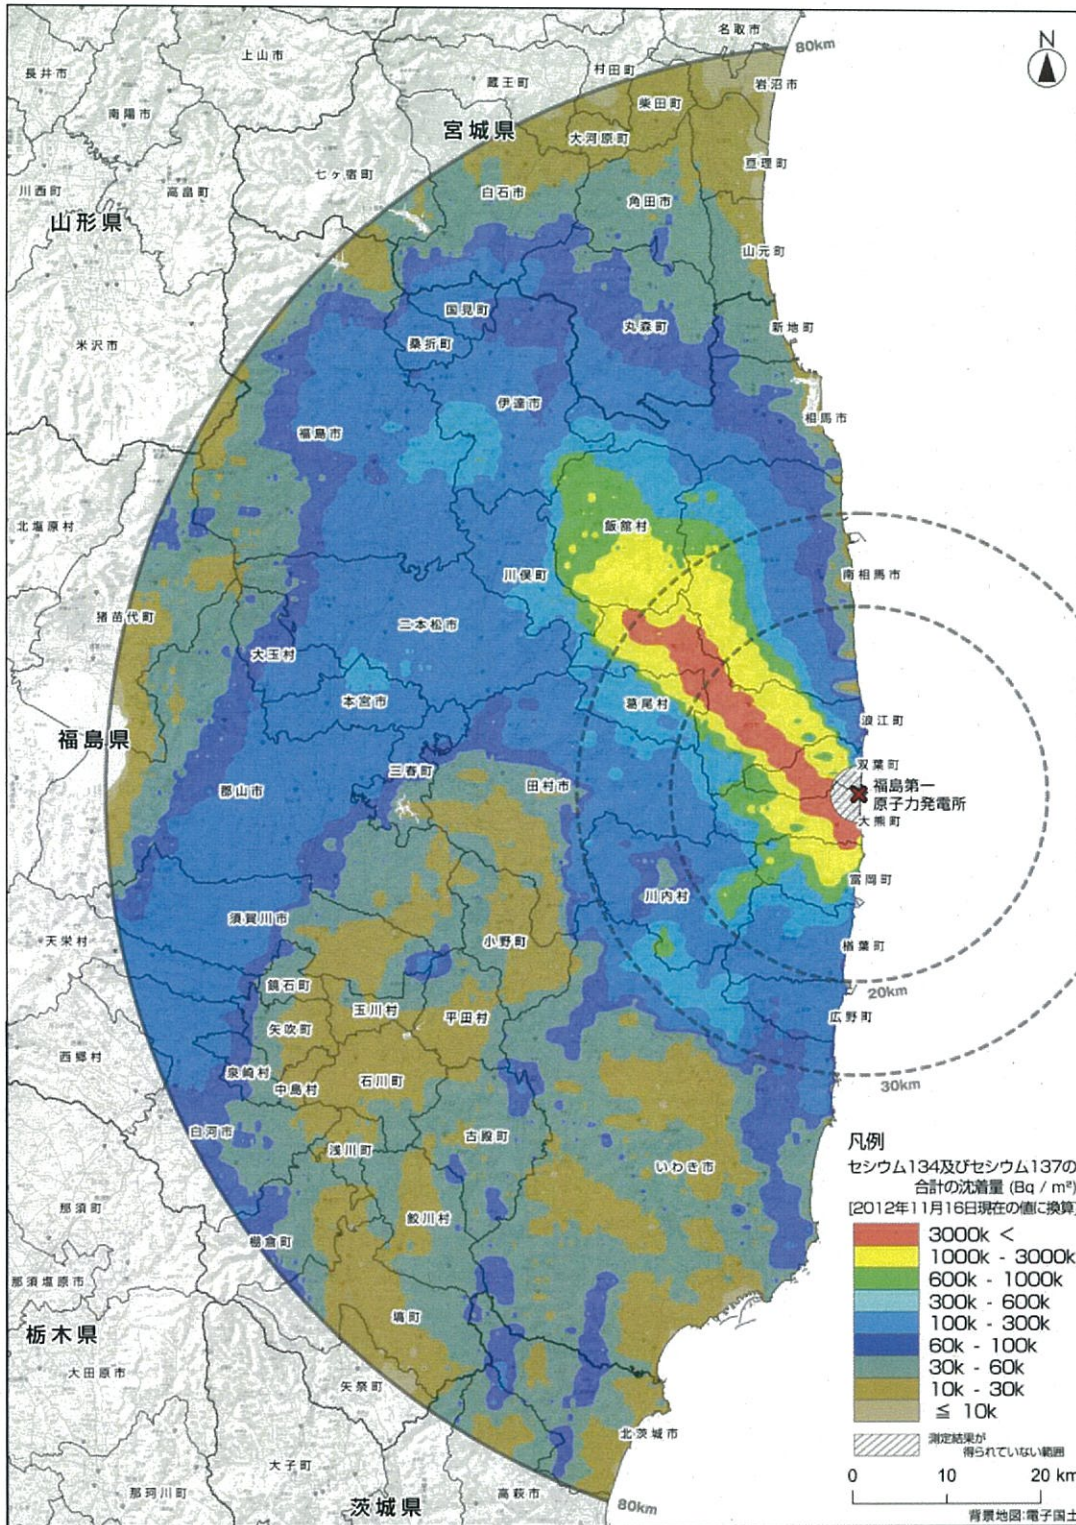 名取市
80km
N
上山市
村田町
長井市
蔵王町
岩沼市
柴田町
南陽市
宮城県
大河原町
亘理町
七ヶ宿町
川西町
高畠町
白石市
角田市
山形県
山元町
国見町
新地町
丸森町
桑折町
米沢市
伊達市
相馬市
福島市
北塩原村
飯舘村
川俣町
南相馬市
猪苗代町
二本松市
大玉村
本宮市
葛尾村
浪江町
福島県
双葉町
三春町
田村市
福島第一
原子力発電所
郡山市
大熊町
富岡町
川内村
須賀川市
天栄村
小野町
楢葉町
鏡石町
20km
玉川村
平田村
広野町
矢吹町
西郷村
泉崎村
石川町
30km
中島村
白河市
古殿町
浅川町
いわき市
那須町
鮫川村
棚倉町
那須塩原市
塙町
栃木県
大田原市
矢祭町
北茨城市
大子町
那珂川町
高萩市
茨城県
80km
凡例
セシウム134及びセシウム137の
合計の沈着量 (Bq / m²)
[2012年11月16日現在の値に換算]
3000k <
1000k - 3000k
600k - 1000k
300k - 600k
100k - 300k
60k - 100k
30k - 60k
10k - 30k
≦ 10k
測定結果が
得られていない範囲
0 10 20 km
背景地図:電子国土